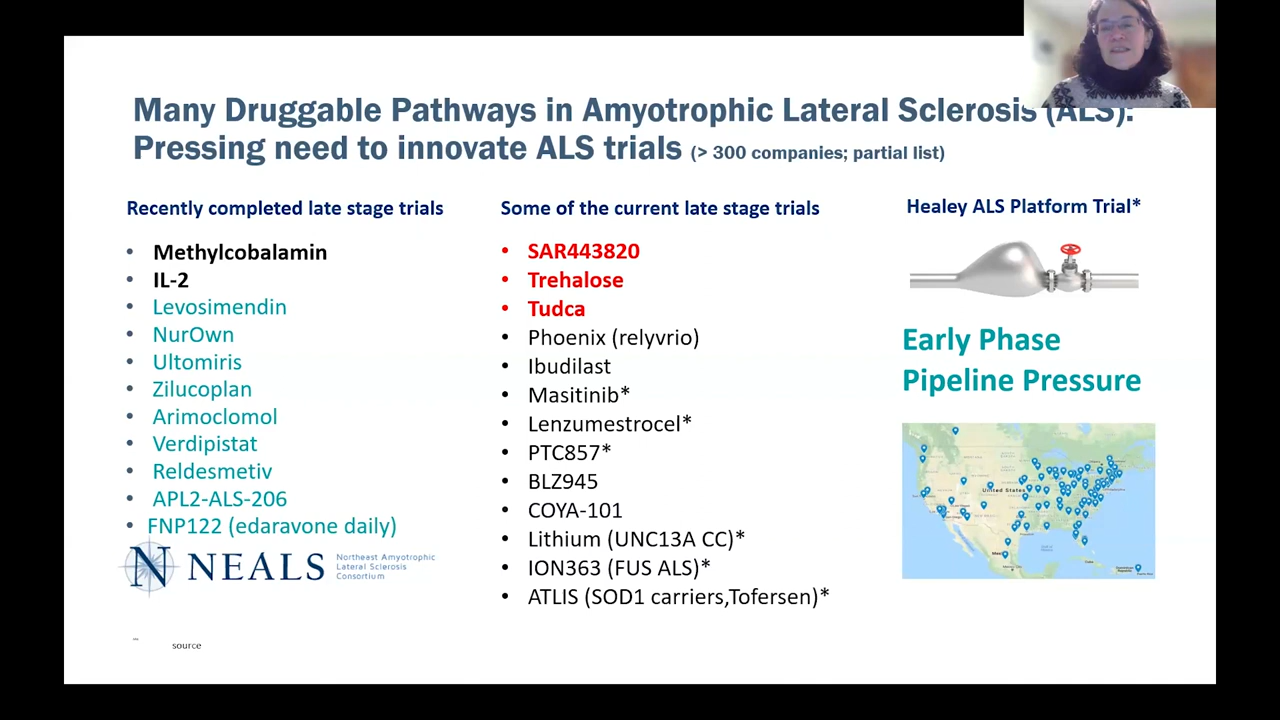 Many Druggable Pathways in Amyotrophic Lateral Sclerosis (ALS):
Pressing need to innovate ALS trials (> 300 companies; partial list)
Recently completed late stage trials
• Methylcobalamin
• IL-2
• Levosimendin
• NurOwn
• Ultomiris
• Zilucoplan
• Arimoclomol
• Verdipistat
• Reldesmetiv
• APL2-ALS-206
• FNP122 (edaravone daily)
NEALS
Northeast Amyotrophic
Lateral Sclerosis
Consortium
source
Some of the current late stage trials
• SAR443820
• Trehalose
• Tudca
• Phoenix (relyvrio)
• Ibudilast
• Masitinib*
• Lenzumestrocel*
• PTC857*
• BLZ945
• COYA-101
• Lithium (UNC13A CC)*
• ION363 (FUS ALS)*
• ATLIS (SOD1 carriers,Tofersen)*
Healey ALS Platform Trial*
Early Phase
Pipeline Pressure
United States